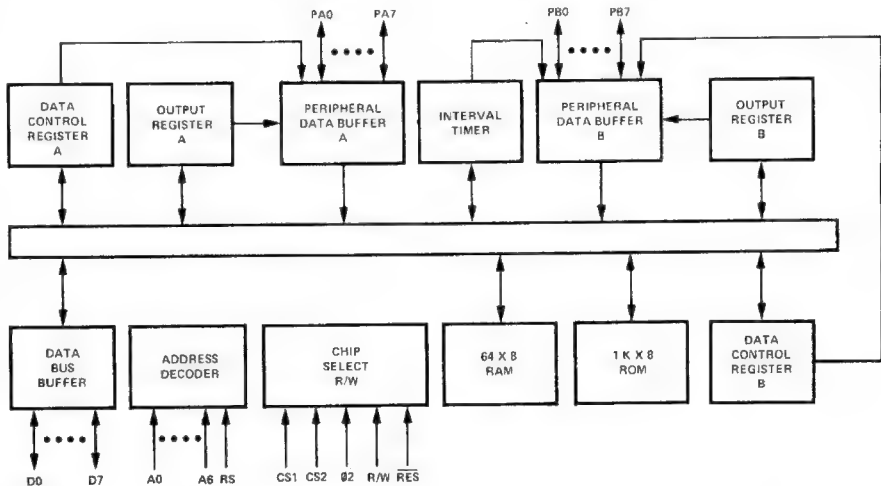 PA0 PA7 PB0 PB7
DATA
CONTROL
REGISTER
A
OUTPUT
REGISTER
A
PERIPHERAL
DATA BUFFER
A
INTERVAL
TIMER
PERIPHERAL
DATA BUFFER
B
OUTPUT
REGISTER
B
DATA
BUS
BUFFER
ADDRESS
DECODER
CHIP
SELECT
R/W
64 X 8
RAM
1 K X 8
ROM
DATA
CONTROL
REGISTER
B
D0 D7 A0 A6 RS CS1 CS2 Ø2 R/W R̅E̅S̅